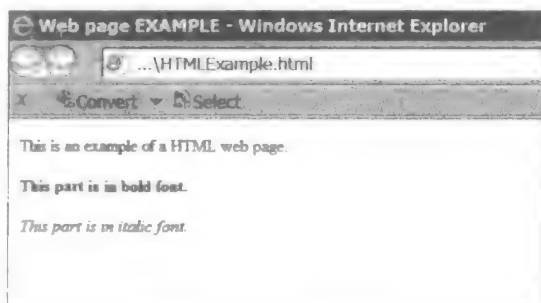 Web page EXAMPLE - Windows Internet Explorer
...\HTMLExample.html
x Convert Select
This is an example of a HTML web page.
This part is in bold font.
This part is in italic font.